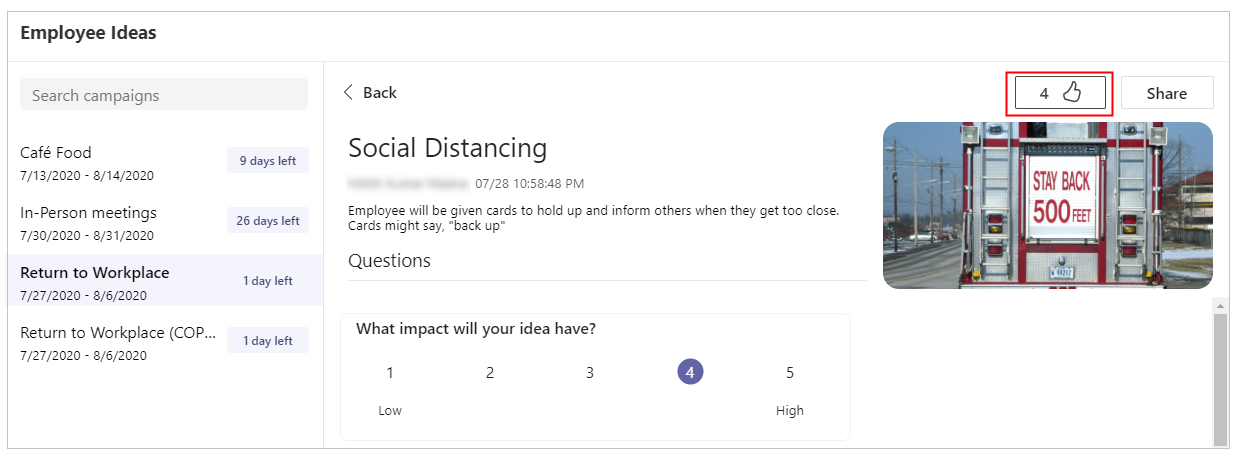 Employee Ideas
Search campaigns
Café Food
7/13/2020 - 8/14/2020
9 days left
In-Person meetings
7/30/2020 - 8/31/2020
26 days left
Return to Workplace
7/27/2020 - 8/6/2020
1 day left
Return to Workplace (COP...
7/27/2020 - 8/6/2020
1 day left
Back
4
Share
Social Distancing
07/28 10:58:48 PM
Employee will be given cards to hold up and inform others when they get too close.
Cards might say, "back up"
STAY BACK
500 FEET
Questions
What impact will your idea have?
1 2 3 4 5
Low High